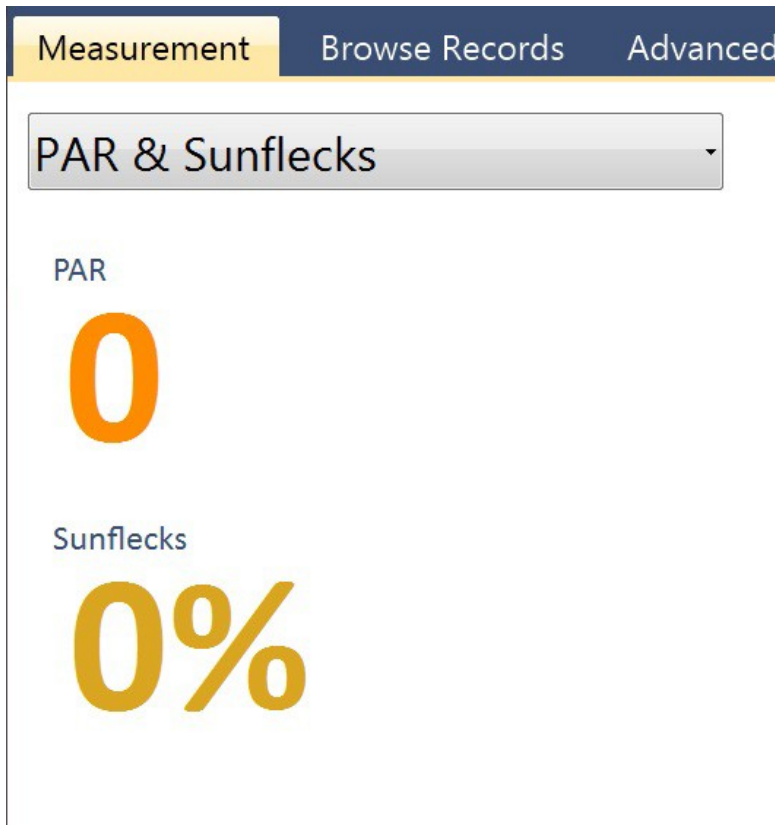 Measurement Browse Records Advanced
PAR & Sunflecks
PAR
0
Sunflecks
0%